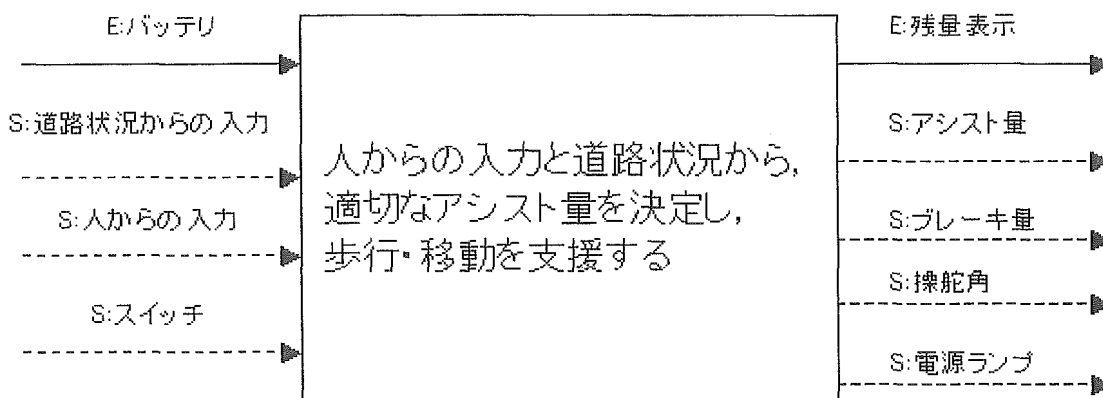 E:バッテリ
S:道路状況からの入力
S:人からの入力
S:スイッチ
人からの入力と道路状況から,
適切なアシスト量を決定し,
歩行・移動を支援する
E:残量表示
S:アシスト量
S:ブレーキ量
S:操舵角
S:電源ランプ